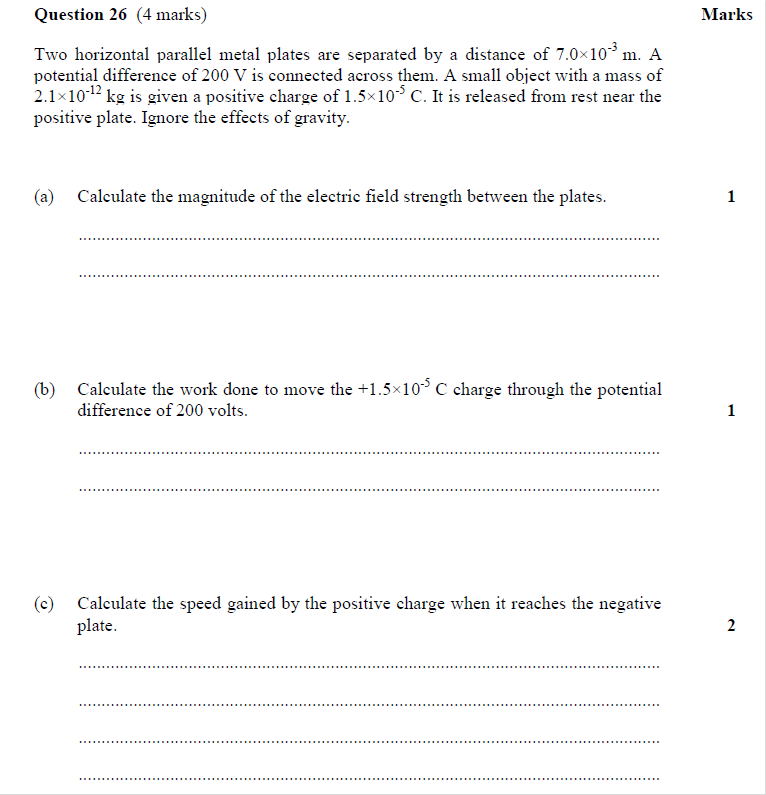 Question 26 (4 marks) Marks
Two horizontal parallel metal plates are separated by a distance of 7.0×10⁻³ m. A
potential difference of 200 V is connected across them. A small object with a mass of
2.1×10⁻¹² kg is given a positive charge of 1.5×10⁻⁵ C. It is released from rest near the
positive plate. Ignore the effects of gravity.
(a) Calculate the magnitude of the electric field strength between the plates. 1
(b) Calculate the work done to move the +1.5×10⁻⁵ C charge through the potential
difference of 200 volts. 1
(c) Calculate the speed gained by the positive charge when it reaches the negative
plate. 2